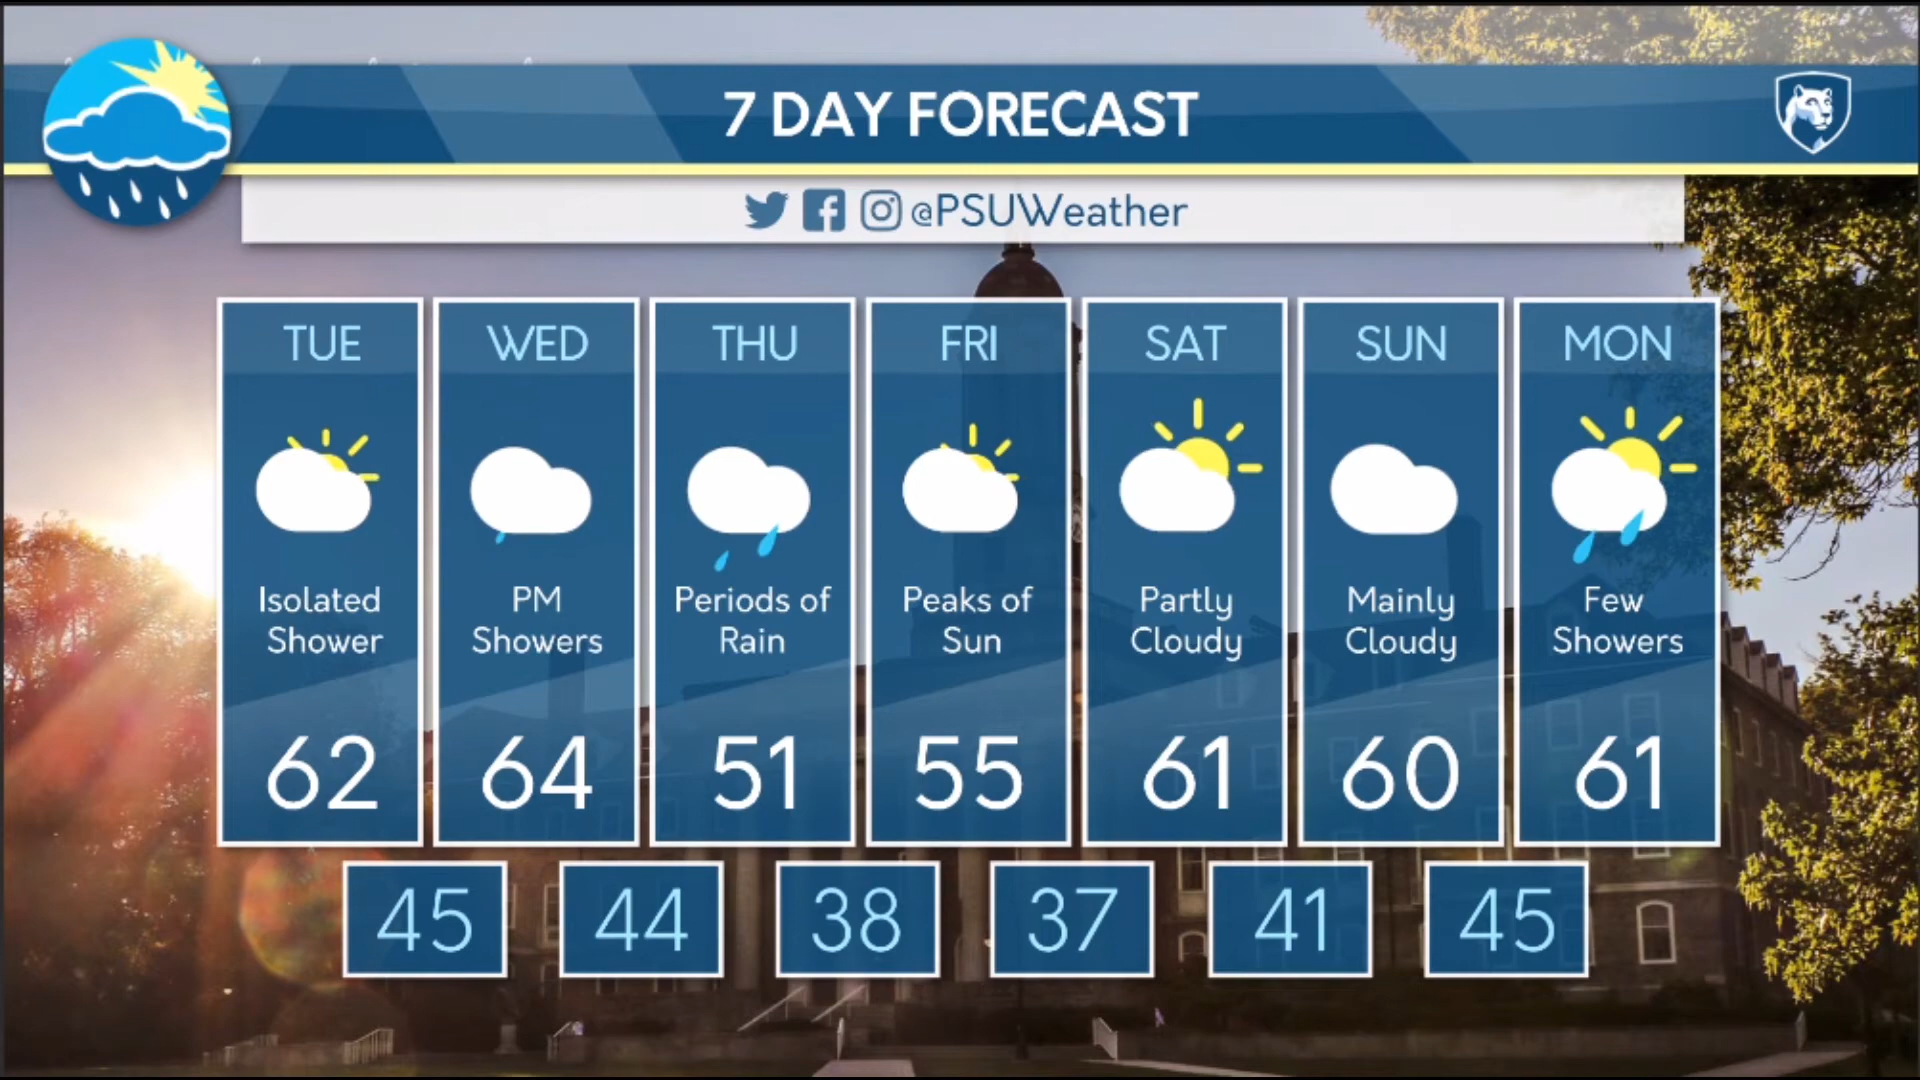 7 DAY FORECAST
@PSUWeather
TUE
WED
THU
FRI
SAT
SUN
MON
Isolated
Shower
PM
Showers
Periods of
Rain
Peaks of
Sun
Partly
Cloudy
Mainly
Cloudy
Few
Showers
62
64
51
55
61
60
61
45
44
38
37
41
45